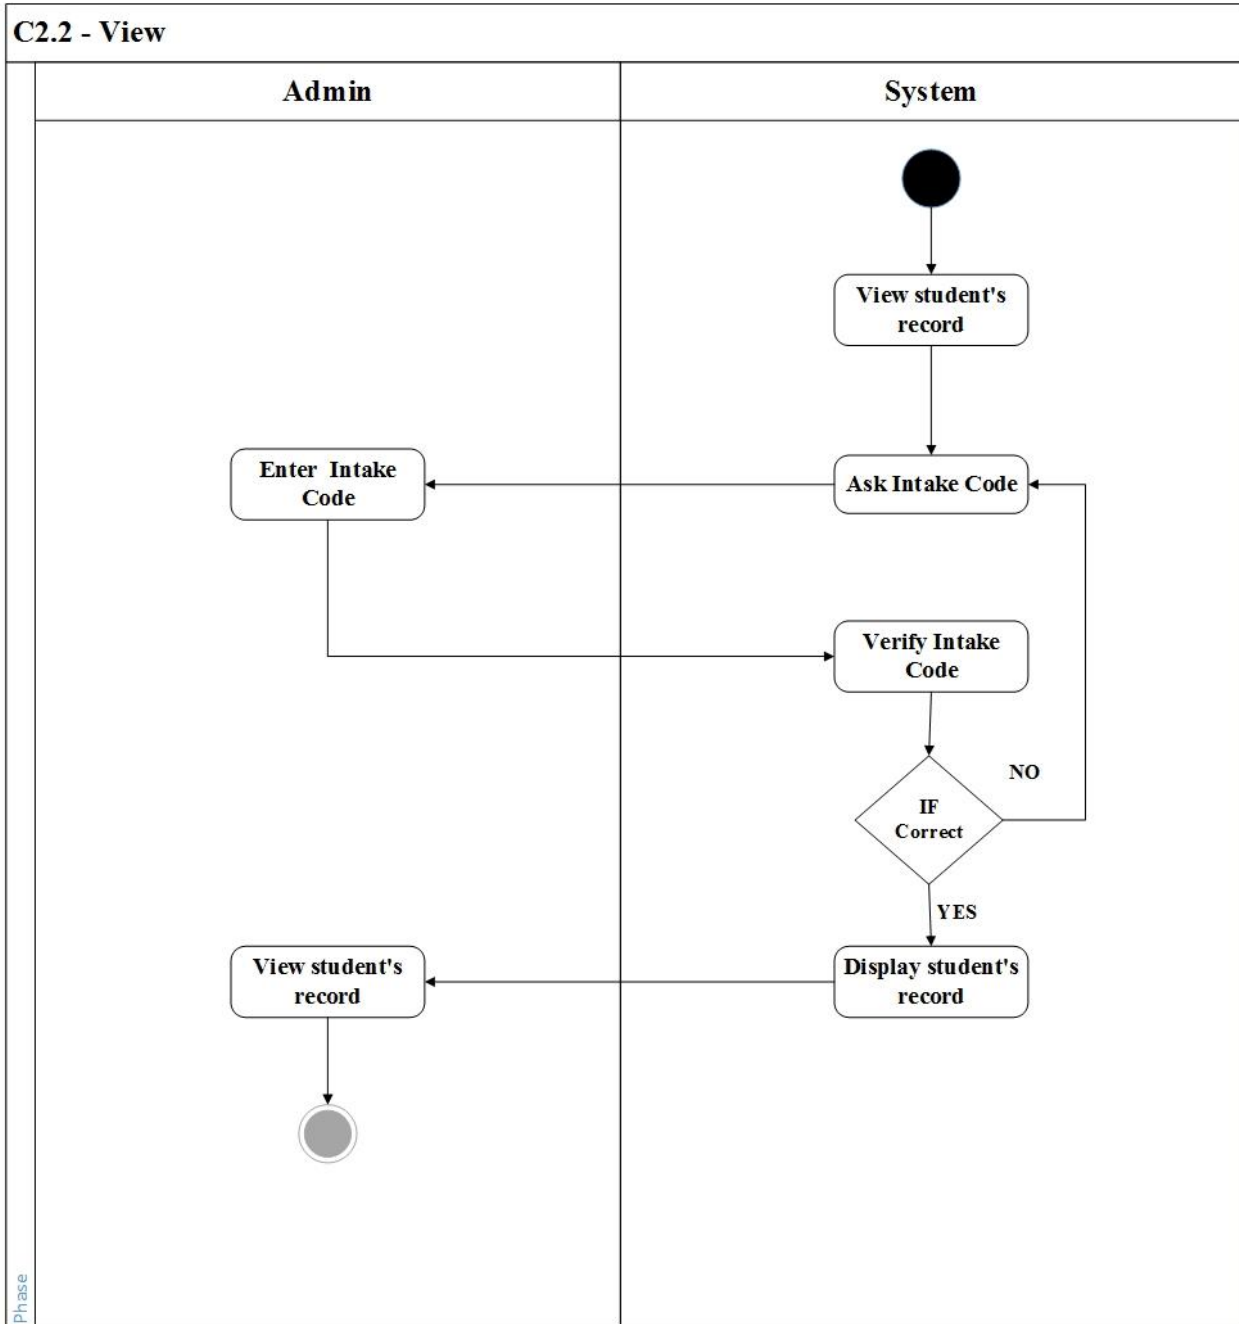 C2.2 - View
Admin
System
View student's
record
Enter  Intake
Code
Ask Intake Code
Verify Intake
Code
NO
IF
Correct
YES
View student's
record
Display student's
record
Phase